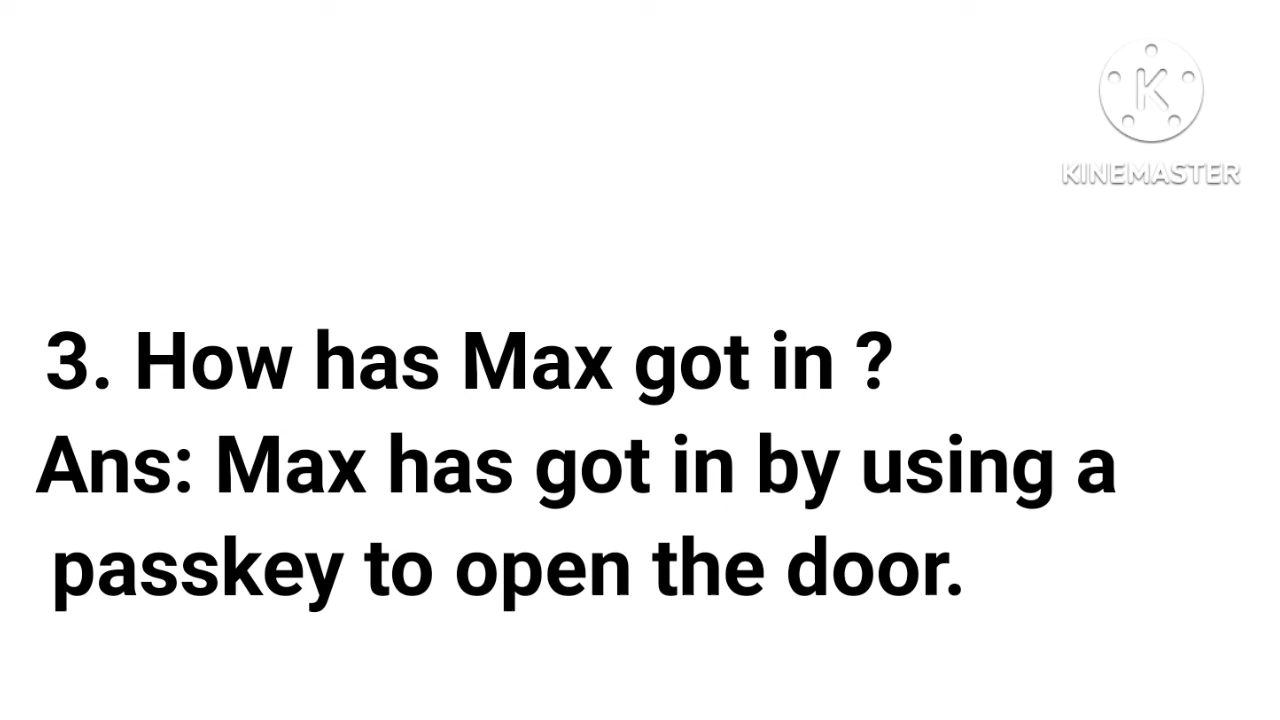 KINEMASTER
3. How has Max got in ?
Ans: Max has got in by using a
passkey to open the door.